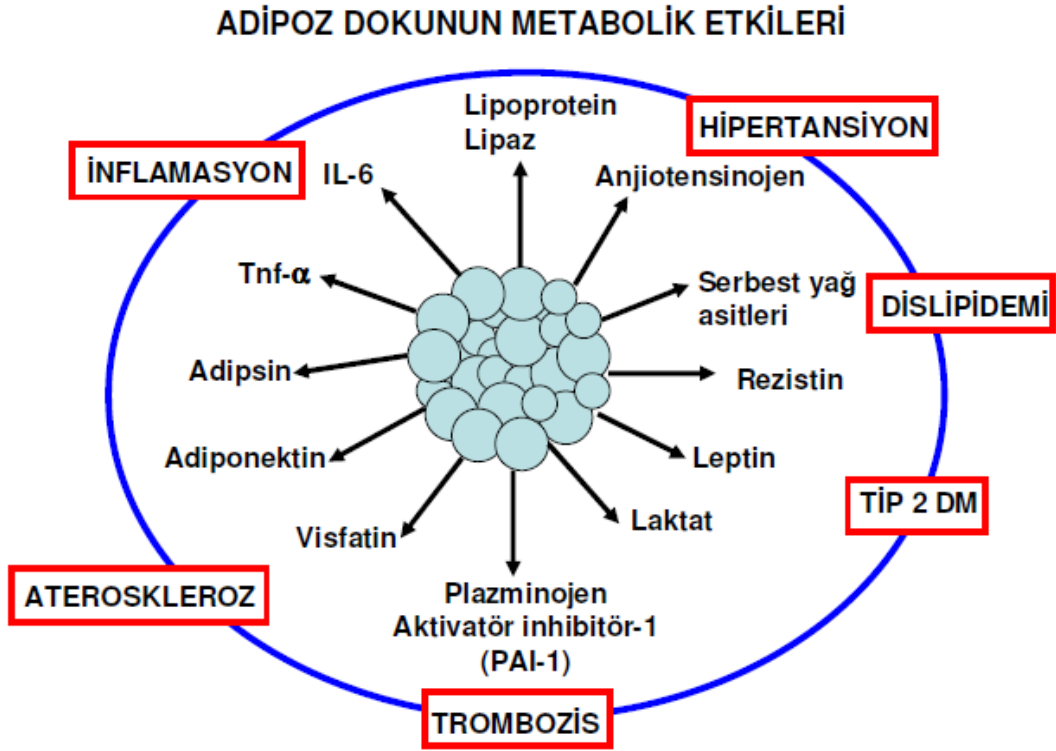 ADİPOZ DOKUNUN METABOLİK ETKİLERİ
Lipoprotein
Lipaz
HİPERTANSİYON
İNFLAMASYON
IL-6
Anjiotensinojen
Tnf-α
Serbest yağ
asitleri
DİSLİPİDEMİ
Adipsin
Rezistin
Adiponektin
Leptin
TİP 2 DM
Visfatin
Laktat
ATEROSKLEROZ
Plazminojen
Aktivatör inhibitör-1
(PAI-1)
TROMBOZİS